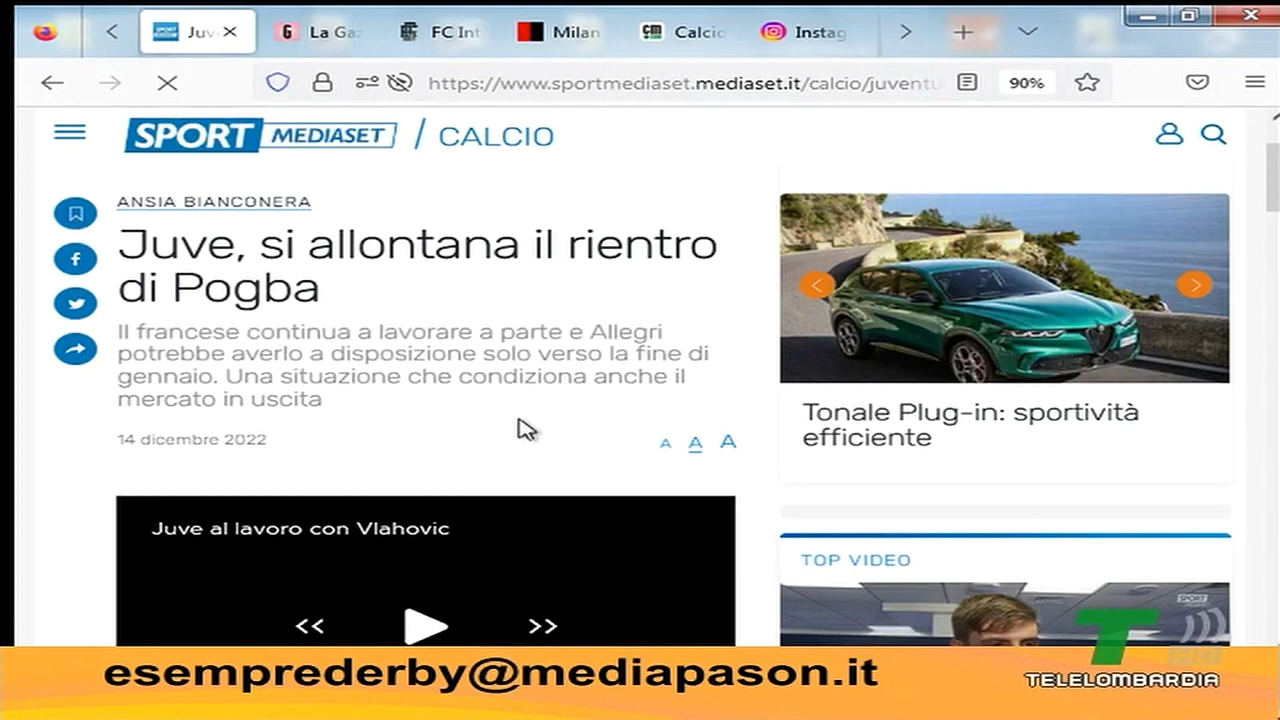 Juv
La Ga
FC Int
Milan
Calcio
Instag
https://www.sportmediaset.mediaset.it/calcio/juventu
90%
SPORT MEDIASET / CALCIO
ANSIA BIANCONERA
Juve, si allontana il rientro
di Pogba
Il francese continua a lavorare a parte e Allegri
potrebbe averlo a disposizione solo verso la fine di
gennaio. Una situazione che condiziona anche il
mercato in uscita
14 dicembre 2022
A A A
Juve al lavoro con Vlahovic
Tonale Plug-in: sportività
efficiente
TOP VIDEO
SPORT
esemprederby@mediapason.it
T
TELELOMBARDIA